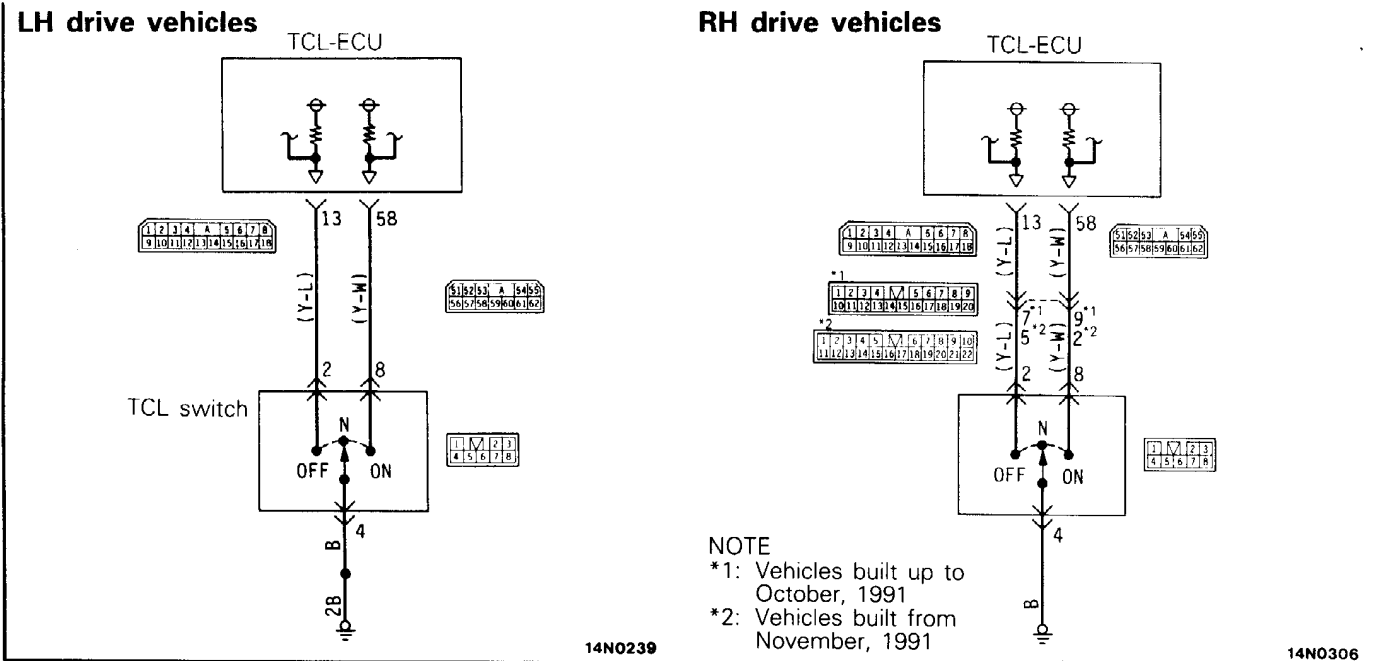 LH drive vehicles
TCL-ECU
13
58
1 2 3 4 A 5 6 7 8
9 10 11 12 13 14 15 16 17 18
(Y-L)
(Y-W)
51 52 53 A 54 55
56 57 58 59 60 61 62
2
8
TCL switch
N
OFF
ON
1 2 3
4 5 6 7 8
4
B
2B
14N0239
RH drive vehicles
TCL-ECU
13
58
1 2 3 4 A 5 6 7 8
9 10 11 12 13 14 15 16 17 18
(Y-L)
(Y-W)
51 52 53 A 54 55
56 57 58 59 60 61 62
*1
1 2 3 4 5 6 7 8 9
10 11 12 13 14 15 16 17 18 19 20
7*1
9*1
*2
1 2 3 4 5 6 7 8 9 10
11 12 13 14 15 16 17 18 19 20 21 22
5*2
2*2
(Y-L)
(Y-W)
2
8
N
OFF
ON
1 2 3
4 5 6 7 8
4
B
NOTE
*1: Vehicles built up to
October, 1991
*2: Vehicles built from
November, 1991
14N0306